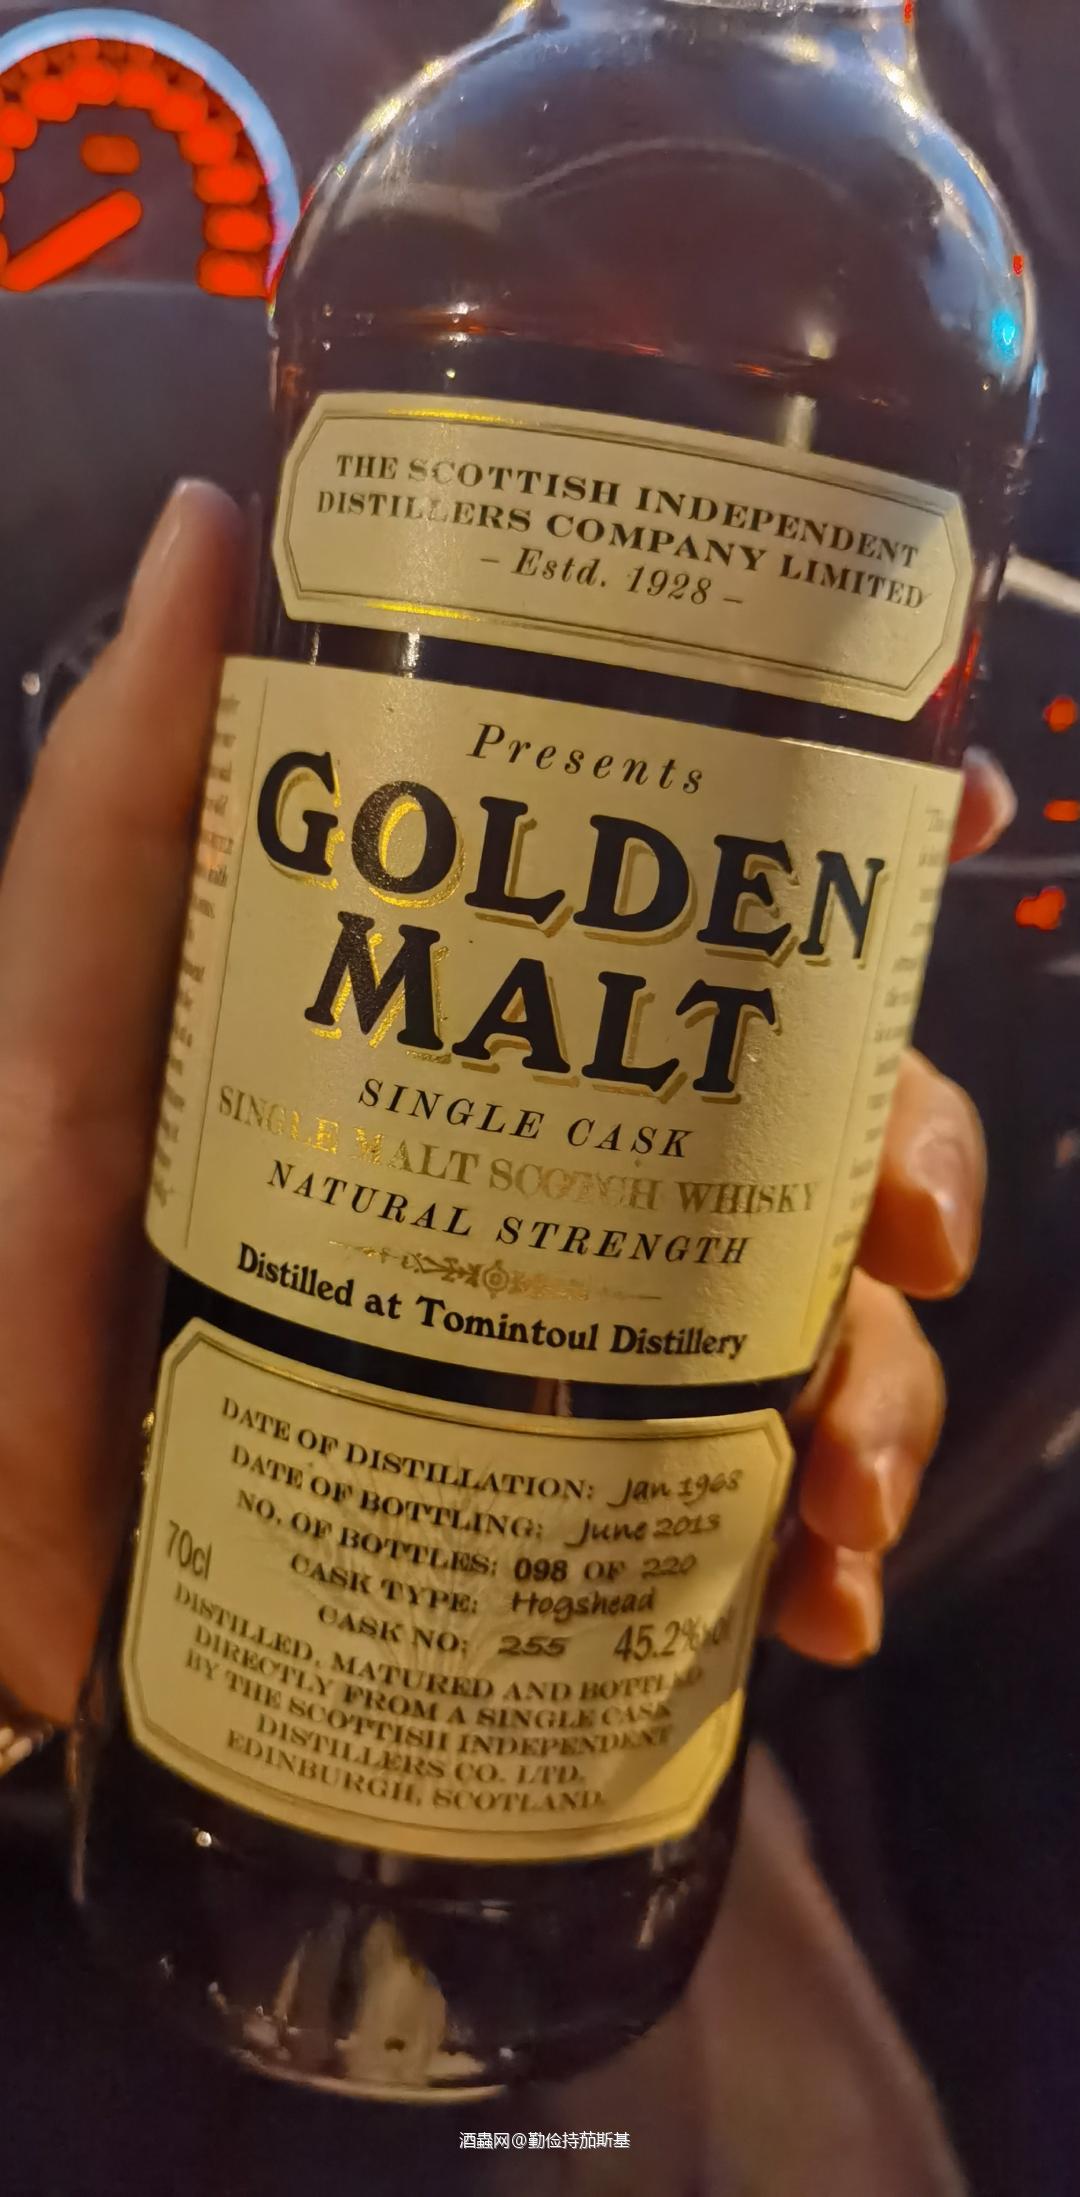 THE SCOTTISH INDEPENDENT
DISTILLERS COMPANY LIMITED
– Estd. 1928 –
Presents
GOLDEN
MALT
SINGLE CASK
SINGLE MALT SCOTCH WHISKY
NATURAL STRENGTH
Distilled at Tomintoul Distillery
DATE OF DISTILLATION: Jan 1968
DATE OF BOTTLING: June 2013
NO. OF BOTTLES: 098 OF 220
CASK TYPE: Hogshead
70cl
CASK NO: 255 45.2%
DISTILLED, MATURED AND BOTTLED
DIRECTLY FROM A SINGLE CASK
BY THE SCOTTISH INDEPENDENT
DISTILLERS CO. LTD.
EDINBURGH, SCOTLAND.
酒蟲网@勤俭持茄斯基